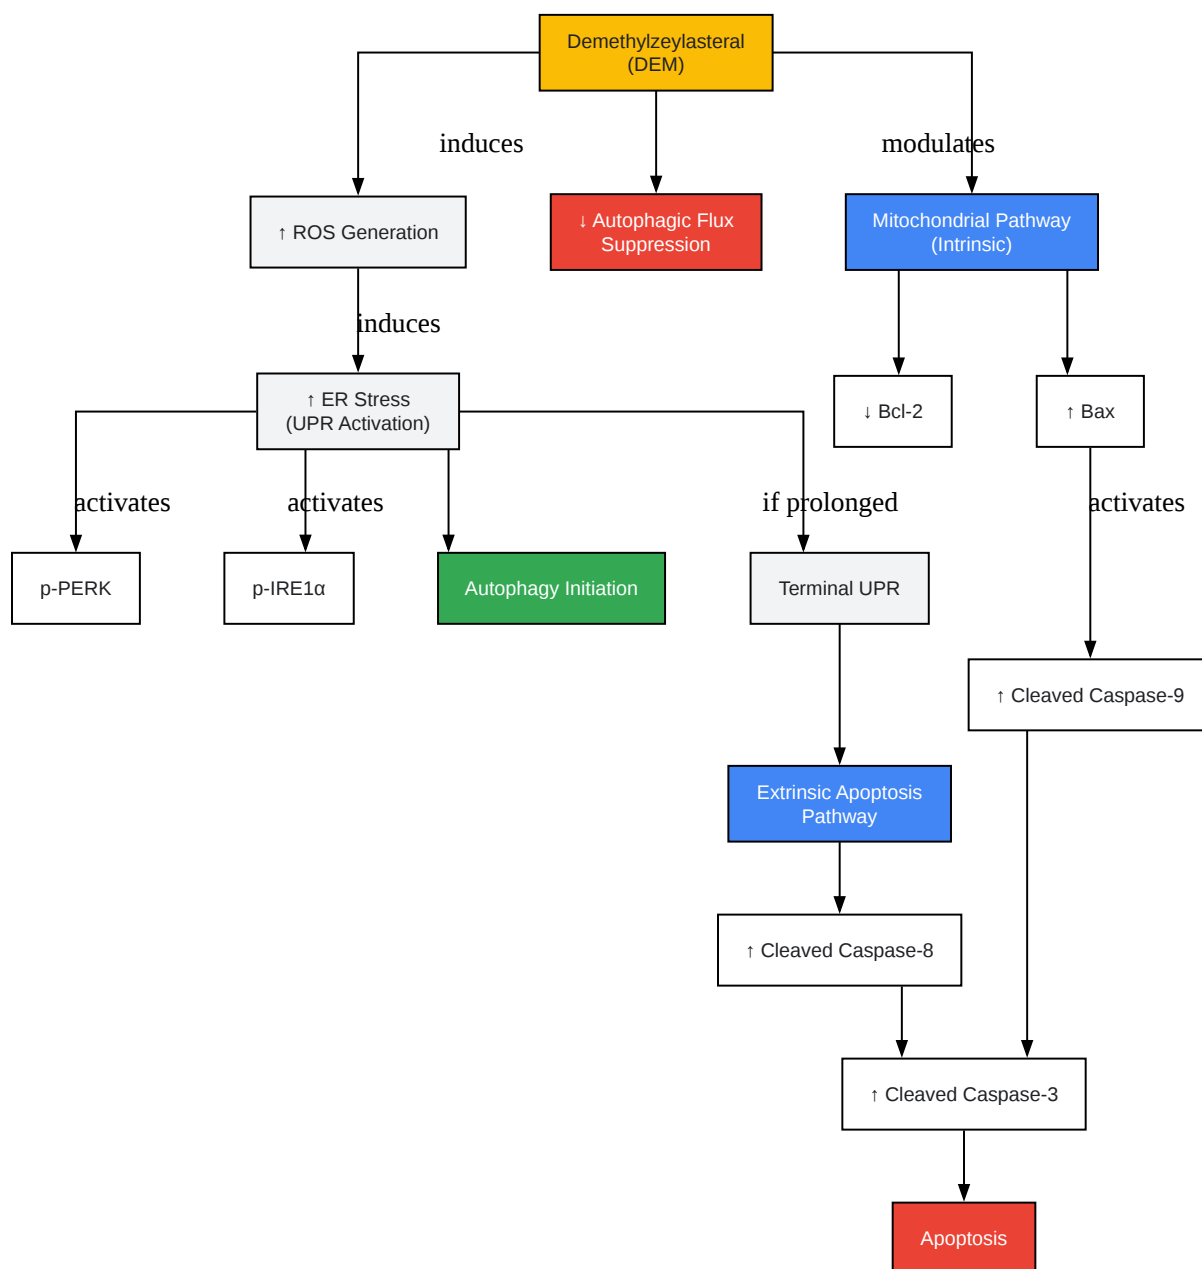 Demethylzeylasteral
(DEM)
induces
modulates
↑ ROS Generation
↓ Autophagic Flux
Suppression
Mitochondrial Pathway
(Intrinsic)
induces
↑ ER Stress
(UPR Activation)
↓ Bcl-2
↑ Bax
activates
activates
if prolonged
activates
p-PERK
p-IRE1α
Autophagy Initiation
Terminal UPR
↑ Cleaved Caspase-9
Extrinsic Apoptosis
Pathway
↑ Cleaved Caspase-8
↑ Cleaved Caspase-3
Apoptosis